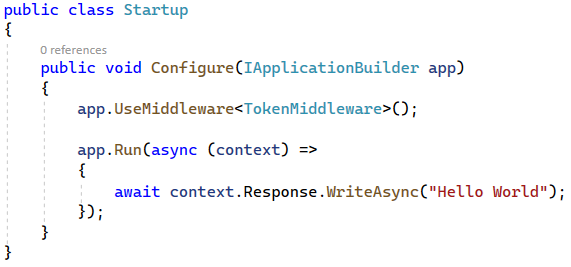 public class Startup
{
0 references
public void Configure(IApplicationBuilder app)
{
app.UseMiddleware<TokenMiddleware>();
app.Run(async (context) =>
{
await context.Response.WriteAsync("Hello World");
});
}
}